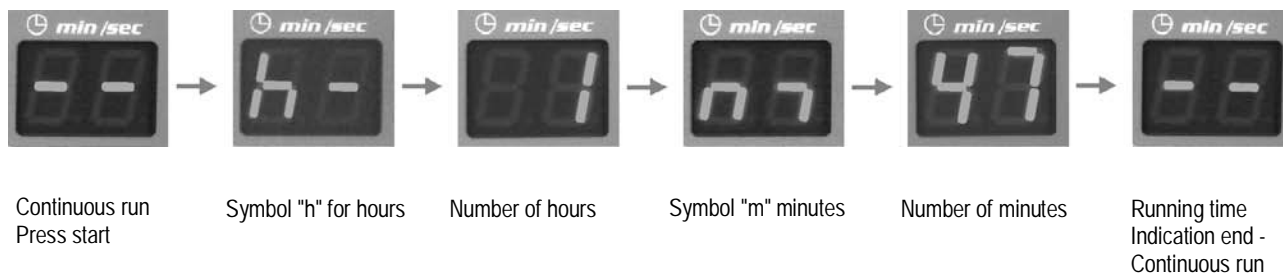 min/sec
min/sec
min/sec
min/sec
min/sec
min/sec
- -
h -
1
m
47
- -
Continuous run
Press start
Symbol "h" for hours
Number of hours
Symbol "m" minutes
Number of minutes
Running time
Indication end -
Continuous run